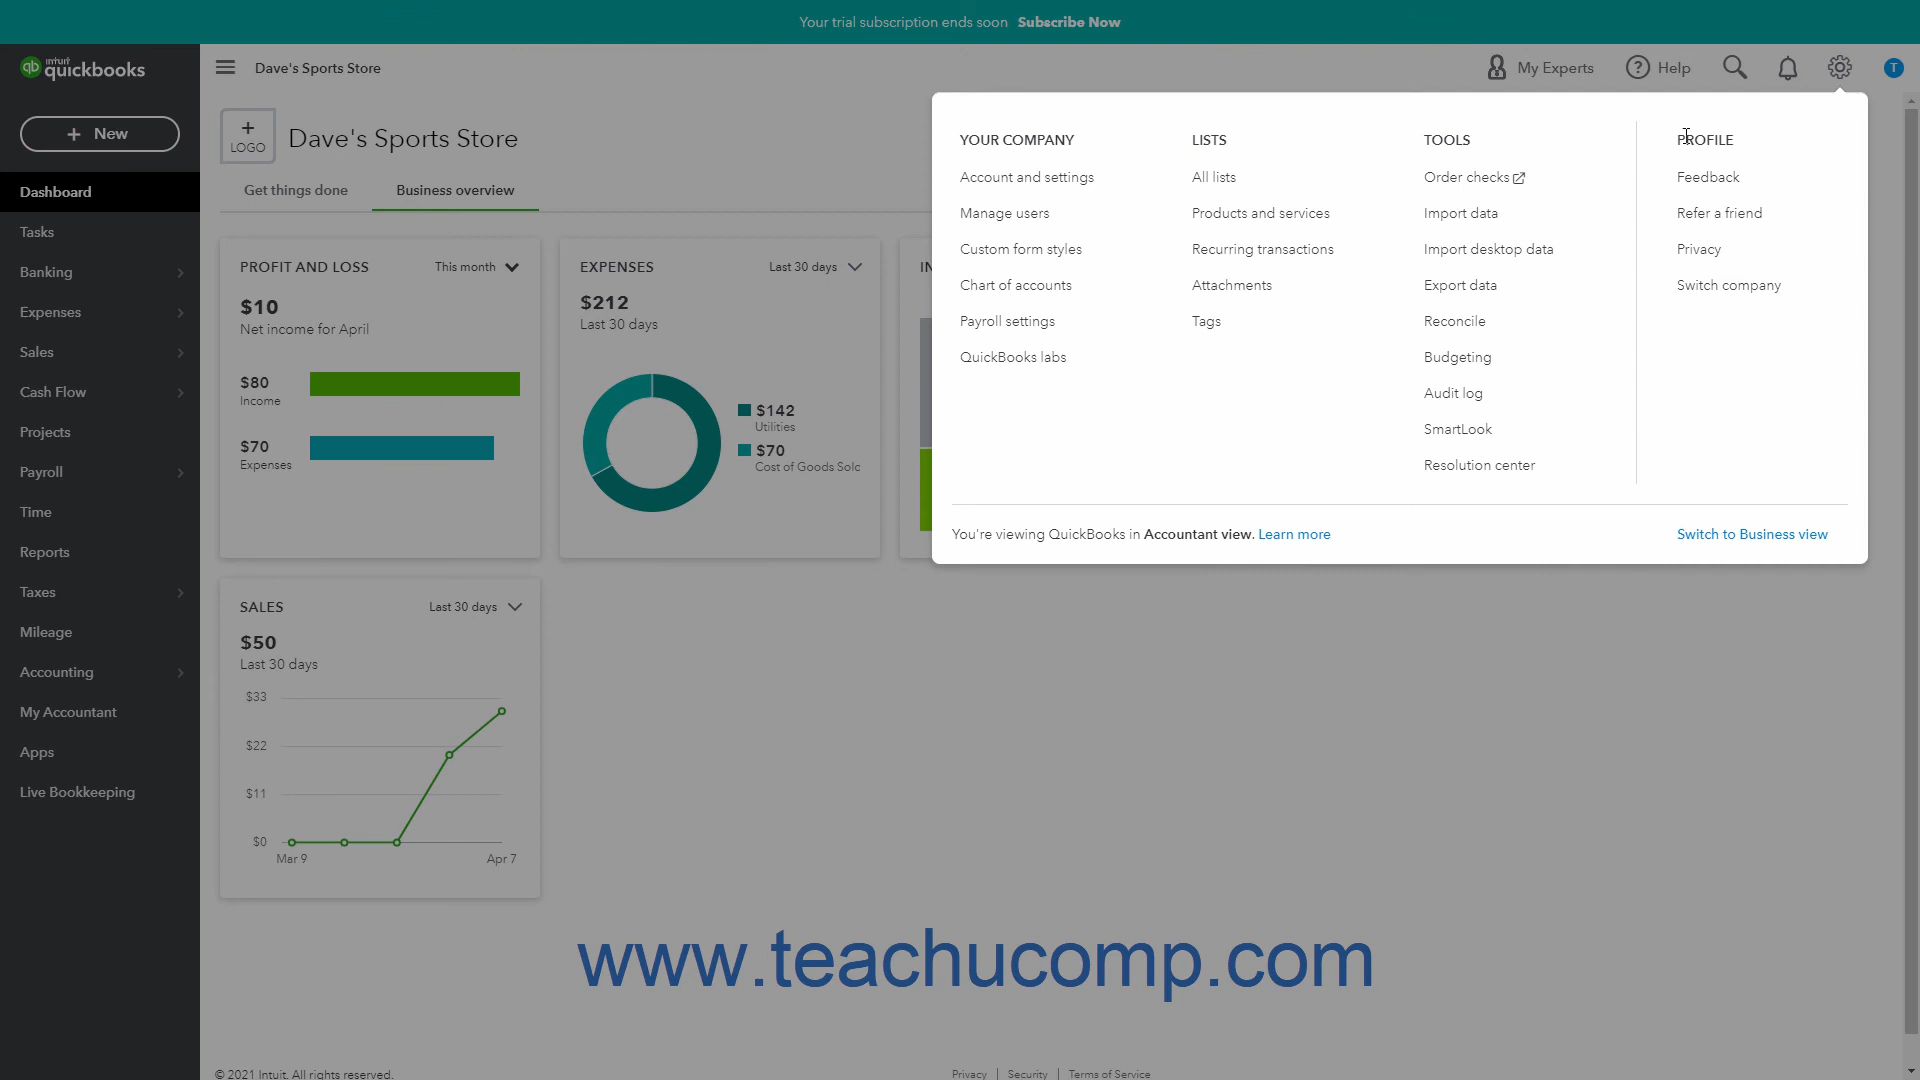 Your trial subscription ends soon Subscribe Now
intuit
qb quickbooks
Dave's Sports Store
My Experts
Help
T
New
LOGO
Dave's Sports Store
Get things done
Business overview
Dashboard
Tasks
Banking
Expenses
Sales
Cash Flow
Projects
Payroll
Time
Reports
Taxes
Mileage
Accounting
My Accountant
Apps
Live Bookkeeping
PROFIT AND LOSS
This month
$10
Net income for April
$80
Income
$70
Expenses
EXPENSES
Last 30 days
$212
Last 30 days
$142
Utilities
$70
Cost of Goods Solc
IN
SALES
Last 30 days
$50
Last 30 days
$33
$22
$11
$0
Mar 9
Apr 7
YOUR COMPANY
Account and settings
Manage users
Custom form styles
Chart of accounts
Payroll settings
QuickBooks labs
LISTS
All lists
Products and services
Recurring transactions
Attachments
Tags
TOOLS
Order checks
Import data
Import desktop data
Export data
Reconcile
Budgeting
Audit log
SmartLook
Resolution center
PROFILE
Feedback
Refer a friend
Privacy
Switch company
You're viewing QuickBooks in Accountant view. Learn more
Switch to Business view
www.teachucomp.com
© 2021 Intuit. All rights reserved.
Privacy | Security | Terms of Service